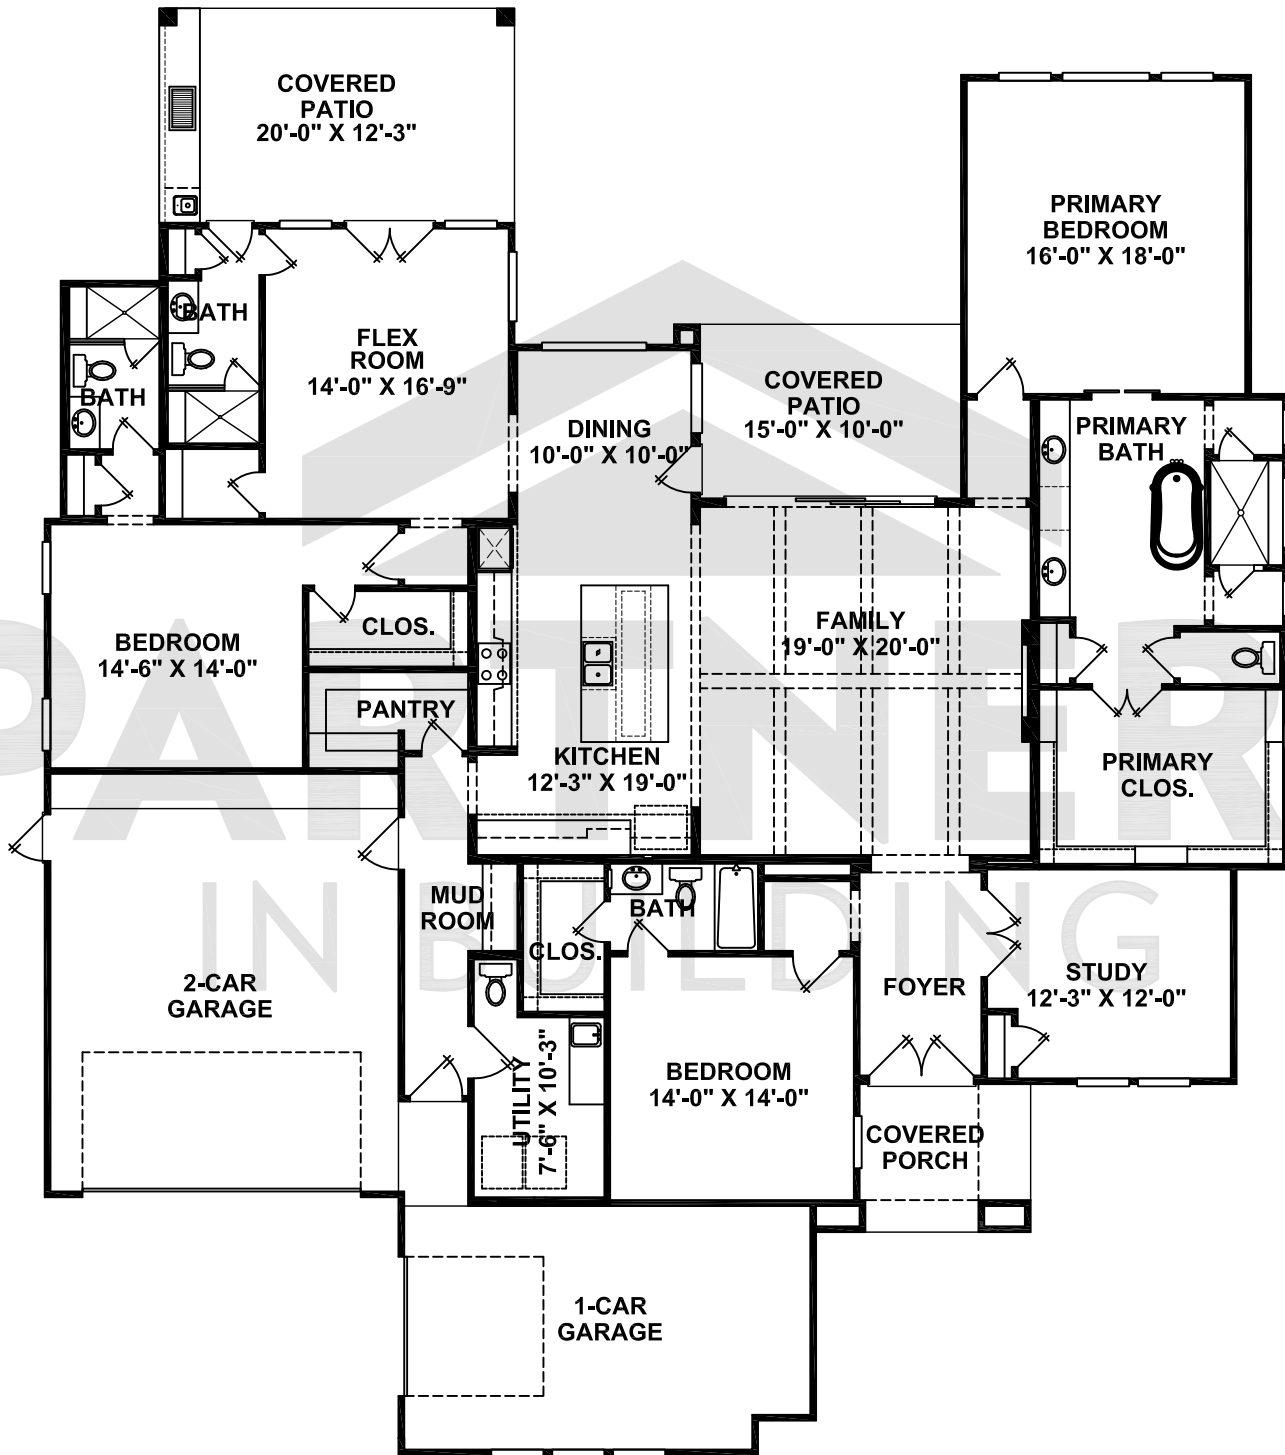 COVERED
PATIO
20'-0" X 12'-3"
PRIMARY
BEDROOM
16'-0" X 18'-0"
BATH
FLEX
ROOM
14'-0" X 16'-9"
BATH
COVERED
PATIO
15'-0" X 10'-0"
DINING
10'-0" X 10'-0"
PRIMARY
BATH
BEDROOM
14'-6" X 14'-0"
CLOS.
FAMILY
19'-0" X 20'-0"
PANTRY
KITCHEN
12'-3" X 19'-0"
PRIMARY
CLOS.
PARTNER
IN BUILDING
MUD
ROOM
BATH
CLOS.
2-CAR
GARAGE
FOYER
STUDY
12'-3" X 12'-0"
UTILITY
7'-6" X 10'-3"
BEDROOM
14'-0" X 14'-0"
COVERED
PORCH
1-CAR
GARAGE